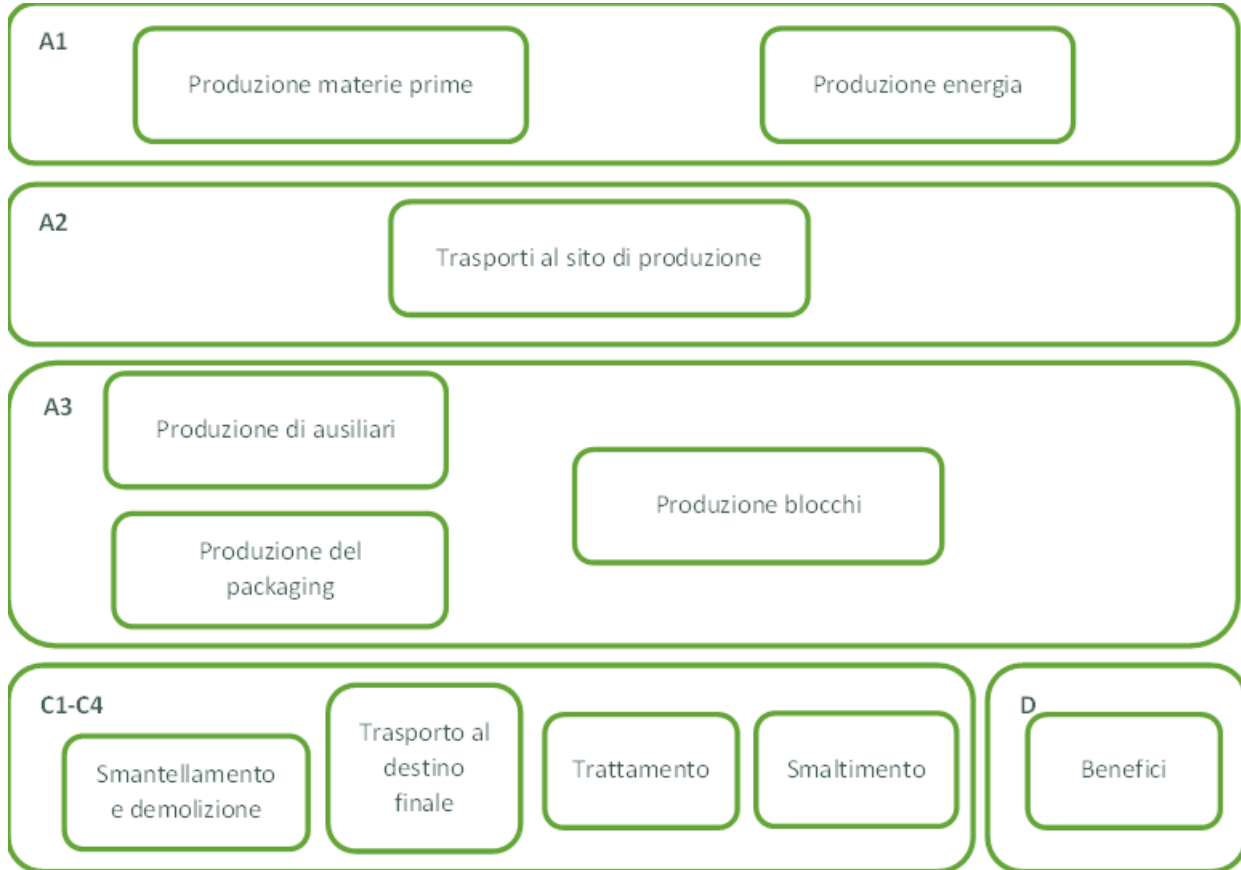 A1
Produzione materie prime
Produzione energia
A2
Trasporti al sito di produzione
A3
Produzione di ausiliari
Produzione blocchi
Produzione del
packaging
C1-C4
Smantellamento
e demolizione
Trasporto al
destino
finale
Trattamento
Smaltimento
D
Benefici